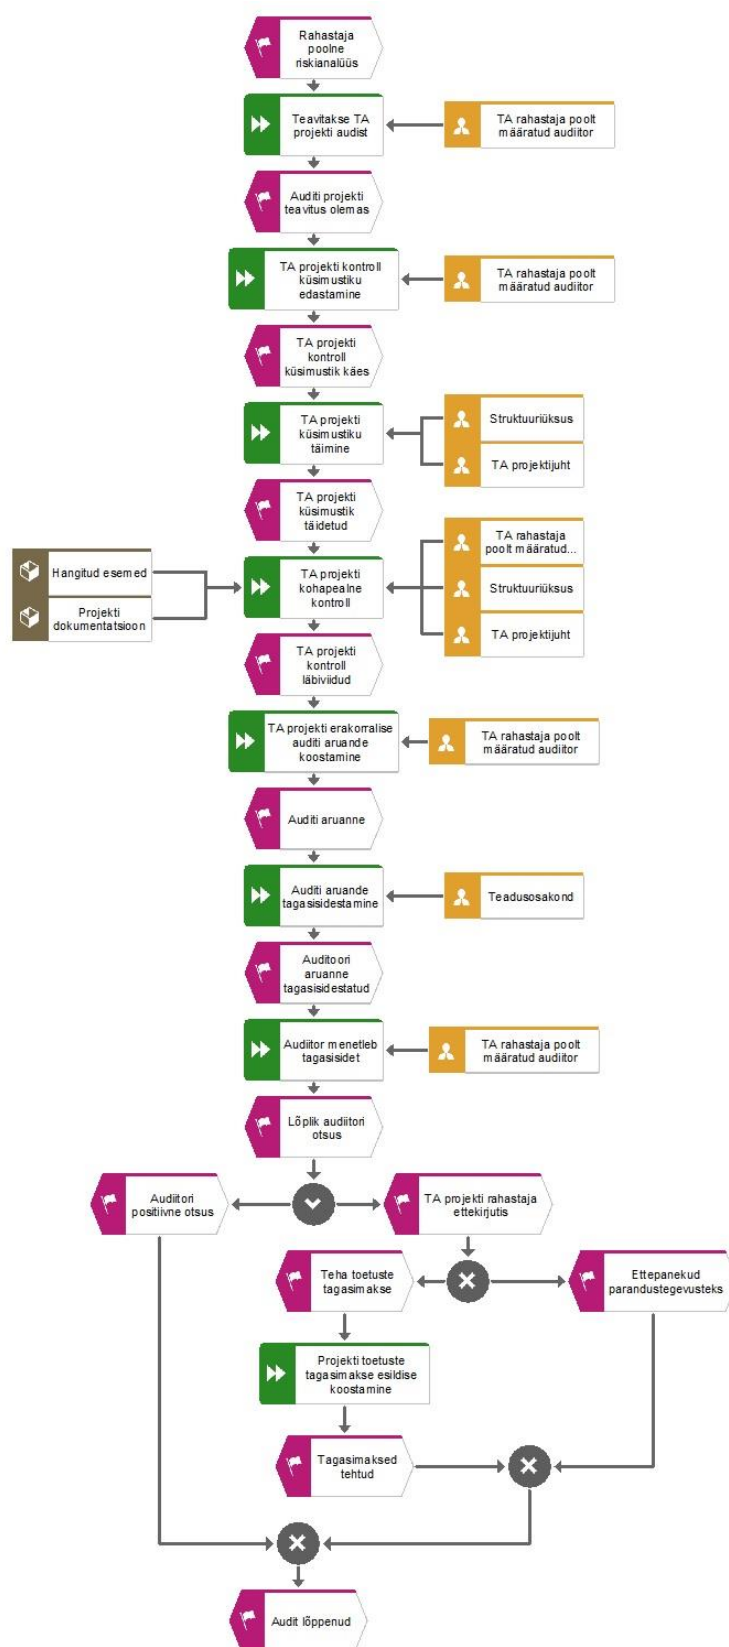 Rahastaja
poolne
riskianalüüs
Teavitakse TA
projekti audist
TA rahastaja poolt
määratud audiitor
Auditi projekti
teavitus olemas
TA projekti kontroll
küsimustiku
edastamine
TA rahastaja poolt
määratud audiitor
TA projekti
kontroll
küsimustik käes
TA projekti
küsimustiku
täimine
Struktuuriüksus
TA projektijuht
TA projekti
küsimustik
täidetud
TA rahastaja
poolt määratud...
Hangitud esemed
TA projekti
kohapealne
kontroll
Struktuuriüksus
Projekti
dokumentatsioon
TA projektijuht
TA projekti
kontroll
läbiviidud
TA projekti erakorralise
auditi aruande
koostamine
TA rahastaja poolt
määratud audiitor
Auditi aruanne
Auditi aruande
tagasisidestamine
Teadusosakond
Auditoori
aruanne
tagasisidestatud
Audiitor menetleb
tagasisidet
TA rahastaja poolt
määratud audiitor
Lõplik audiitori
otsus
Audiitori
positiivne otsus
TA projekti rahastaja
ettekirjutis
Teha toetuste
tagasimakse
Ettepanekud
parandustegevusteks
Projekti toetuste
tagasimakse esildise
koostamine
Tagasimaksed
tehtud
Audit lõppenud